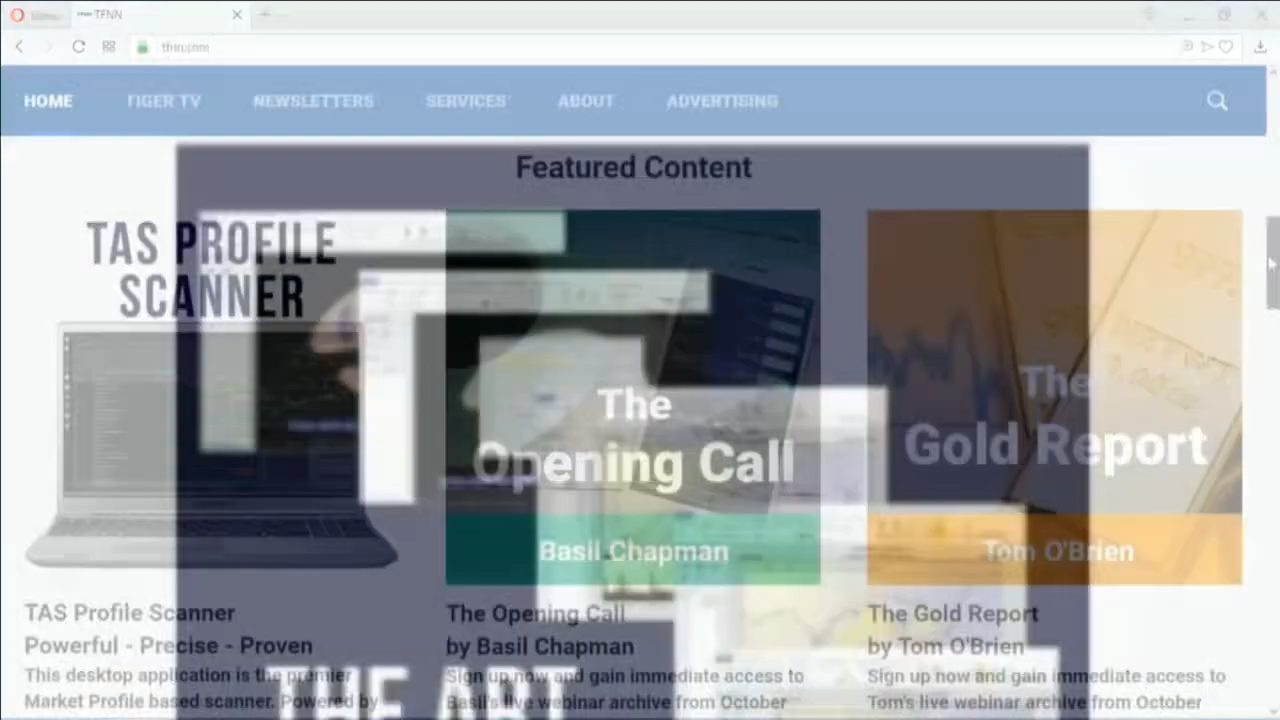 TFNN
tfnn.com
HOME TIGER TV NEWSLETTERS SERVICES ABOUT ADVERTISING
Featured Content
TAS PROFILE
SCANNER
The
Opening Call
Basil Chapman
The
Gold Report
Tom O'Brien
TAS Profile Scanner
Powerful - Precise - Proven
This desktop application is the premier
Market Profile based scanner. Powered by
The Opening Call
by Basil Chapman
Sign up now and gain immediate access to
Basil's live webinar archive from October
The Gold Report
by Tom O'Brien
Sign up now and gain immediate access to
Tom's live webinar archive from October
THE ART